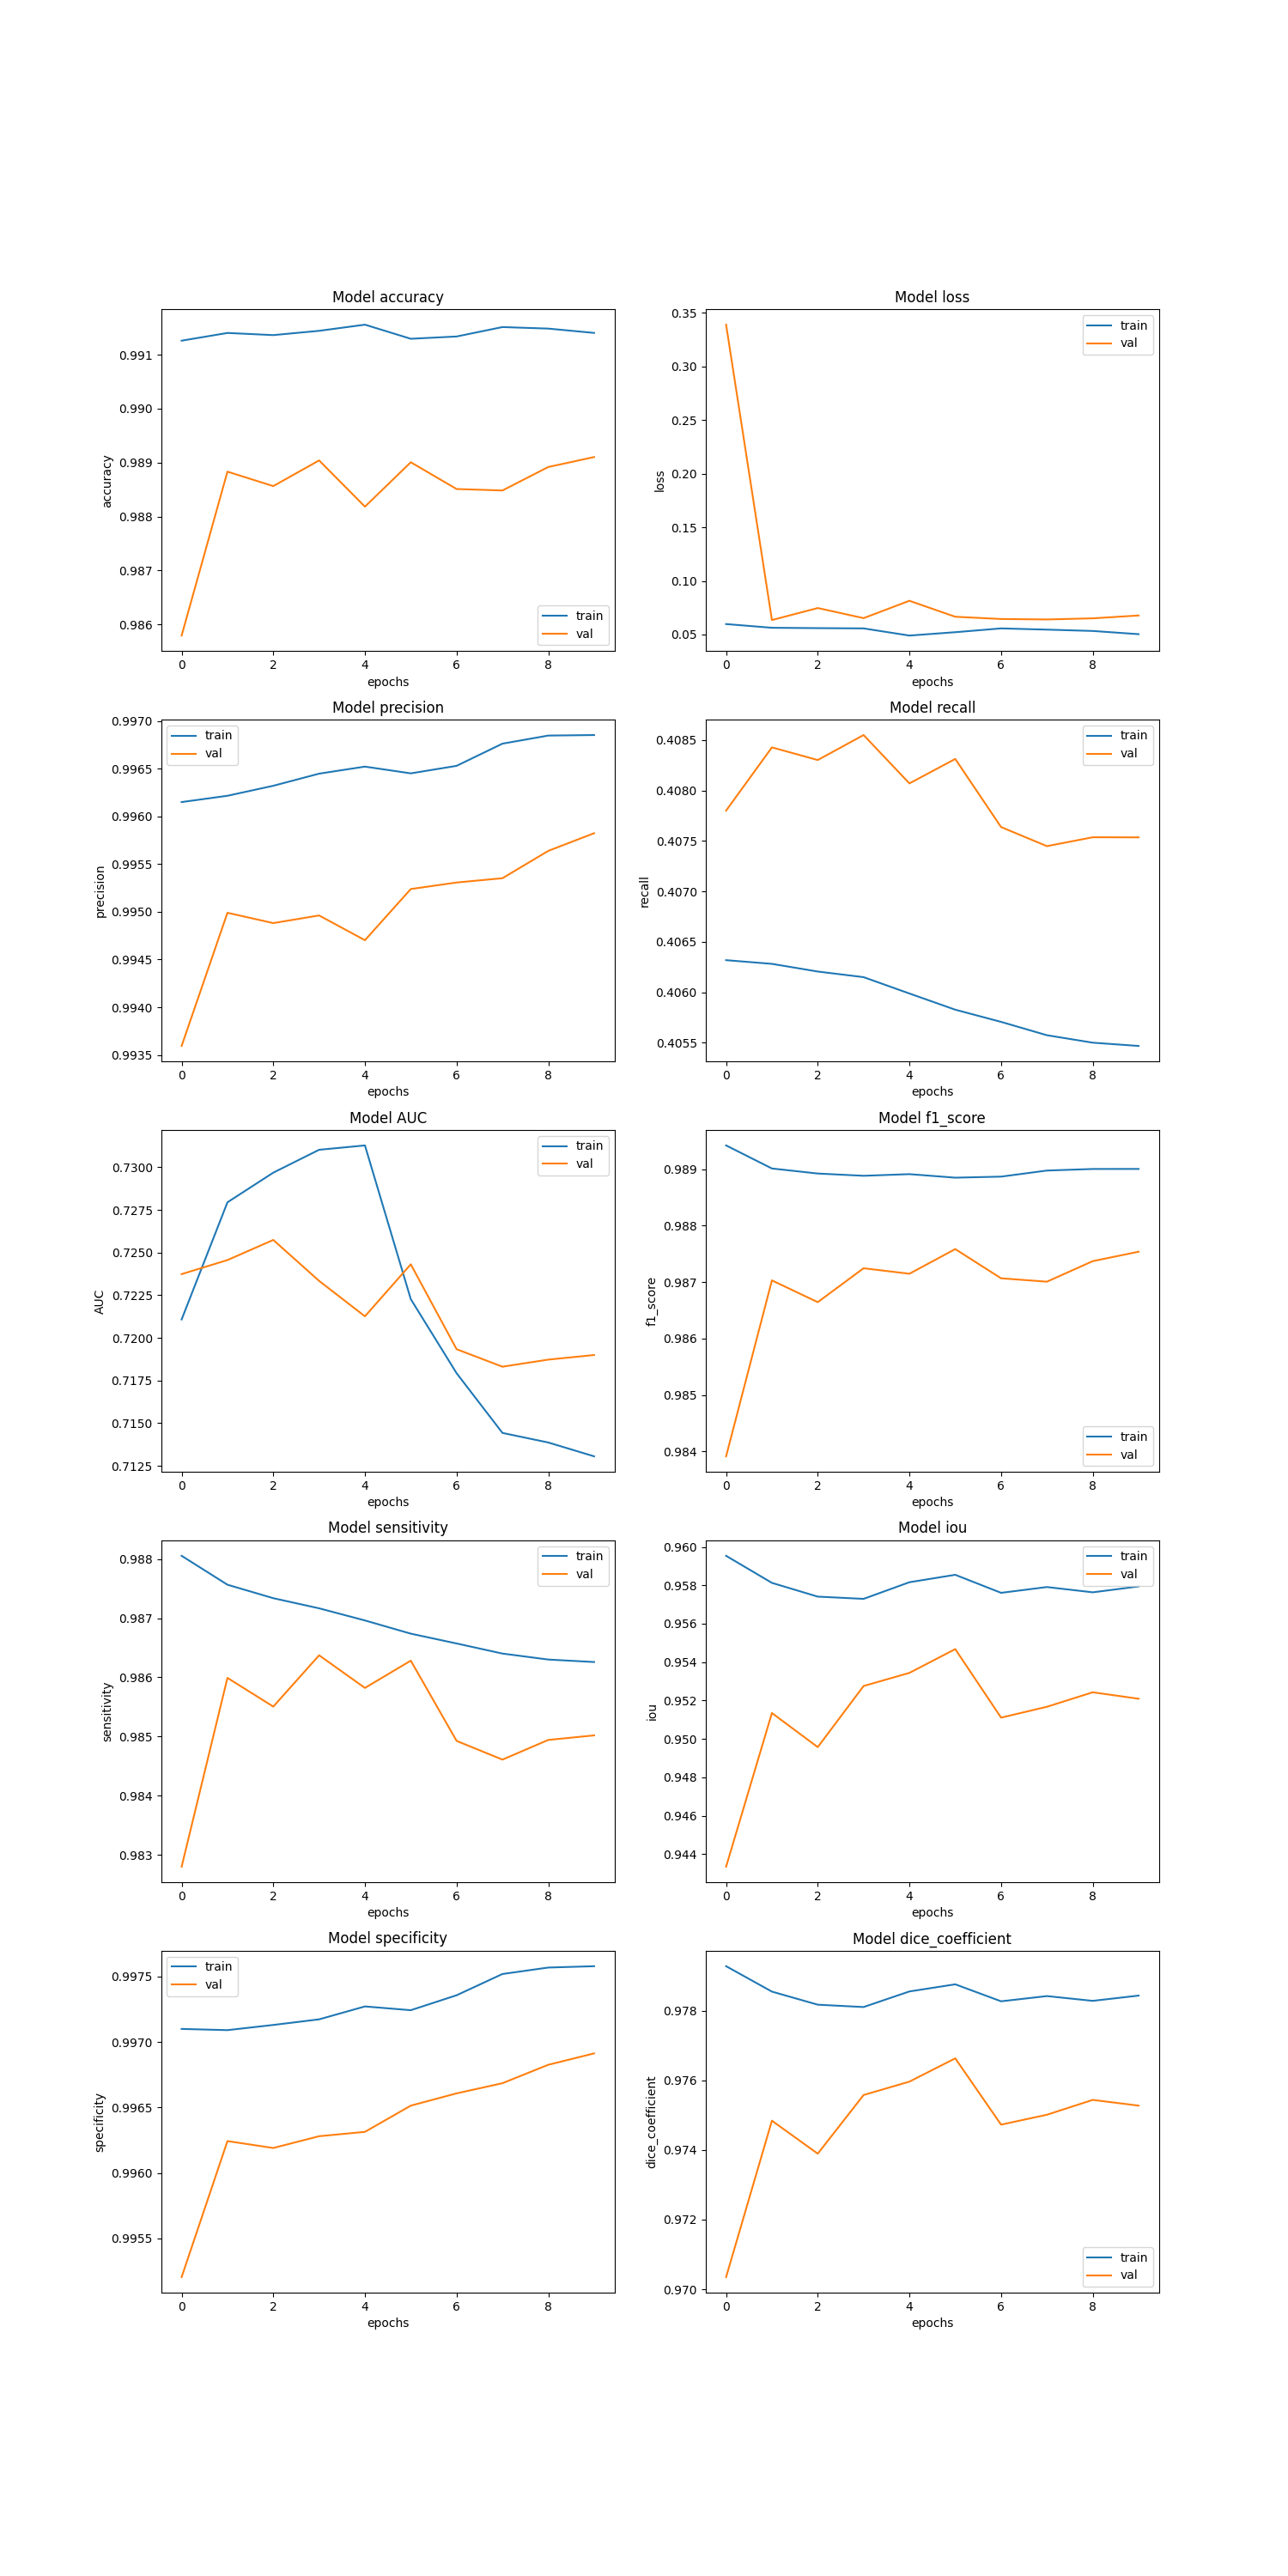 Model accuracy
accuracy
0.991
0.990
0.989
0.988
0.987
0.986
train
val
0 2 4 6 8
epochs
Model loss
loss
0.35
0.30
0.25
0.20
0.15
0.10
0.05
train
val
0 2 4 6 8
epochs
Model precision
precision
0.9970
0.9965
0.9960
0.9955
0.9950
0.9945
0.9940
0.9935
train
val
0 2 4 6 8
epochs
Model recall
recall
0.4085
0.4080
0.4075
0.4070
0.4065
0.4060
0.4055
train
val
0 2 4 6 8
epochs
Model AUC
AUC
0.7300
0.7275
0.7250
0.7225
0.7200
0.7175
0.7150
0.7125
train
val
0 2 4 6 8
epochs
Model f1_score
f1_score
0.989
0.988
0.987
0.986
0.985
0.984
train
val
0 2 4 6 8
epochs
Model sensitivity
sensitivity
0.988
0.987
0.986
0.985
0.984
0.983
train
val
0 2 4 6 8
epochs
Model iou
iou
0.960
0.958
0.956
0.954
0.952
0.950
0.948
0.946
0.944
train
val
0 2 4 6 8
epochs
Model specificity
specificity
0.9975
0.9970
0.9965
0.9960
0.9955
train
val
0 2 4 6 8
epochs
Model dice_coefficient
dice_coefficient
0.978
0.976
0.974
0.972
0.970
train
val
0 2 4 6 8
epochs